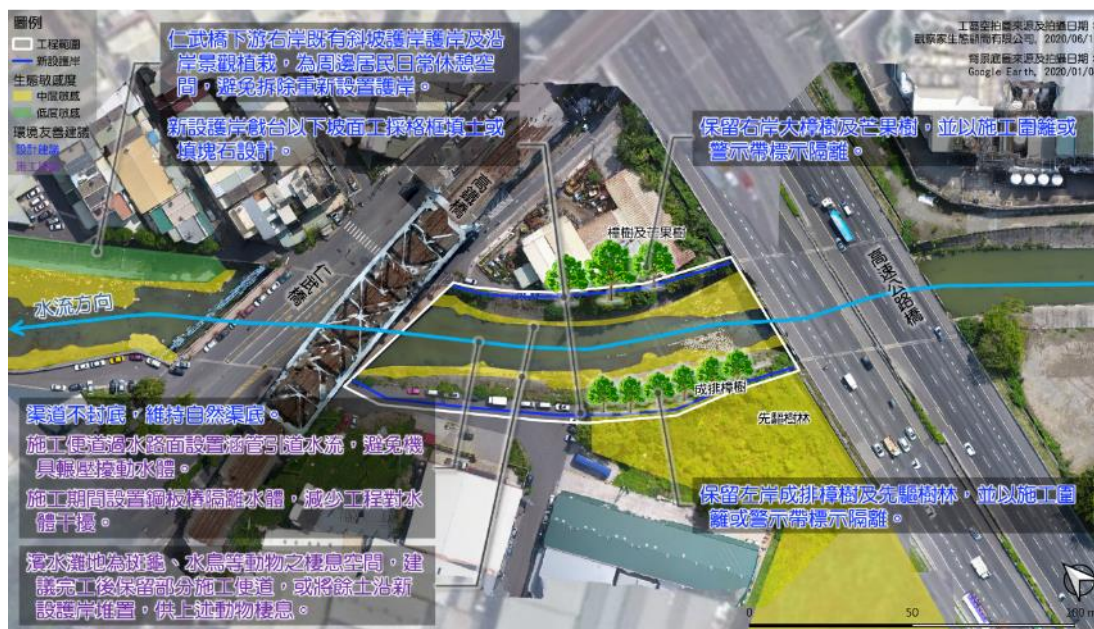 圖例
工程範圍
新設護岸
生態敏感度
中度敏感
低度敏感
環境友善建議
設計建議
仁武橋下游右岸既有斜坡護岸護岸及沿
岸景觀植栽，為周邊居民日常休憩空
間，避免拆除重新設置護岸。
新設護岸戧台以下坡面工採格框填土或
填塊石設計。
工區空拍圖來源及拍攝日期：
觀察家生態顧問有限公司, 2020/06/1
背景底圖來源及拍攝日期：
Google Earth, 2020/01/0
保留右岸大樟樹及芒果樹，並以施工圍籬或
警示帶標示隔離。
高鐵橋
仁武橋
樟樹及芒果樹
高速公路橋
水流方向
成排樟樹
先驅樹林
渠道不封底，維持自然渠底。
施工便道過水路面設置涵管引道水流，避免機
具輾壓擾動水體。
施工期間設置鋼板樁隔離水體，減少工程對水
體干擾。
保留左岸成排樟樹及先驅樹林，並以施工圍
籬或警示帶標示隔離。
濱水灘地為斑龜、水鳥等動物之棲息空間，建
議完工後保留部分施工便道，或將餘土沿新
設護岸堆置，供上述動物棲息。
0 50 100 m